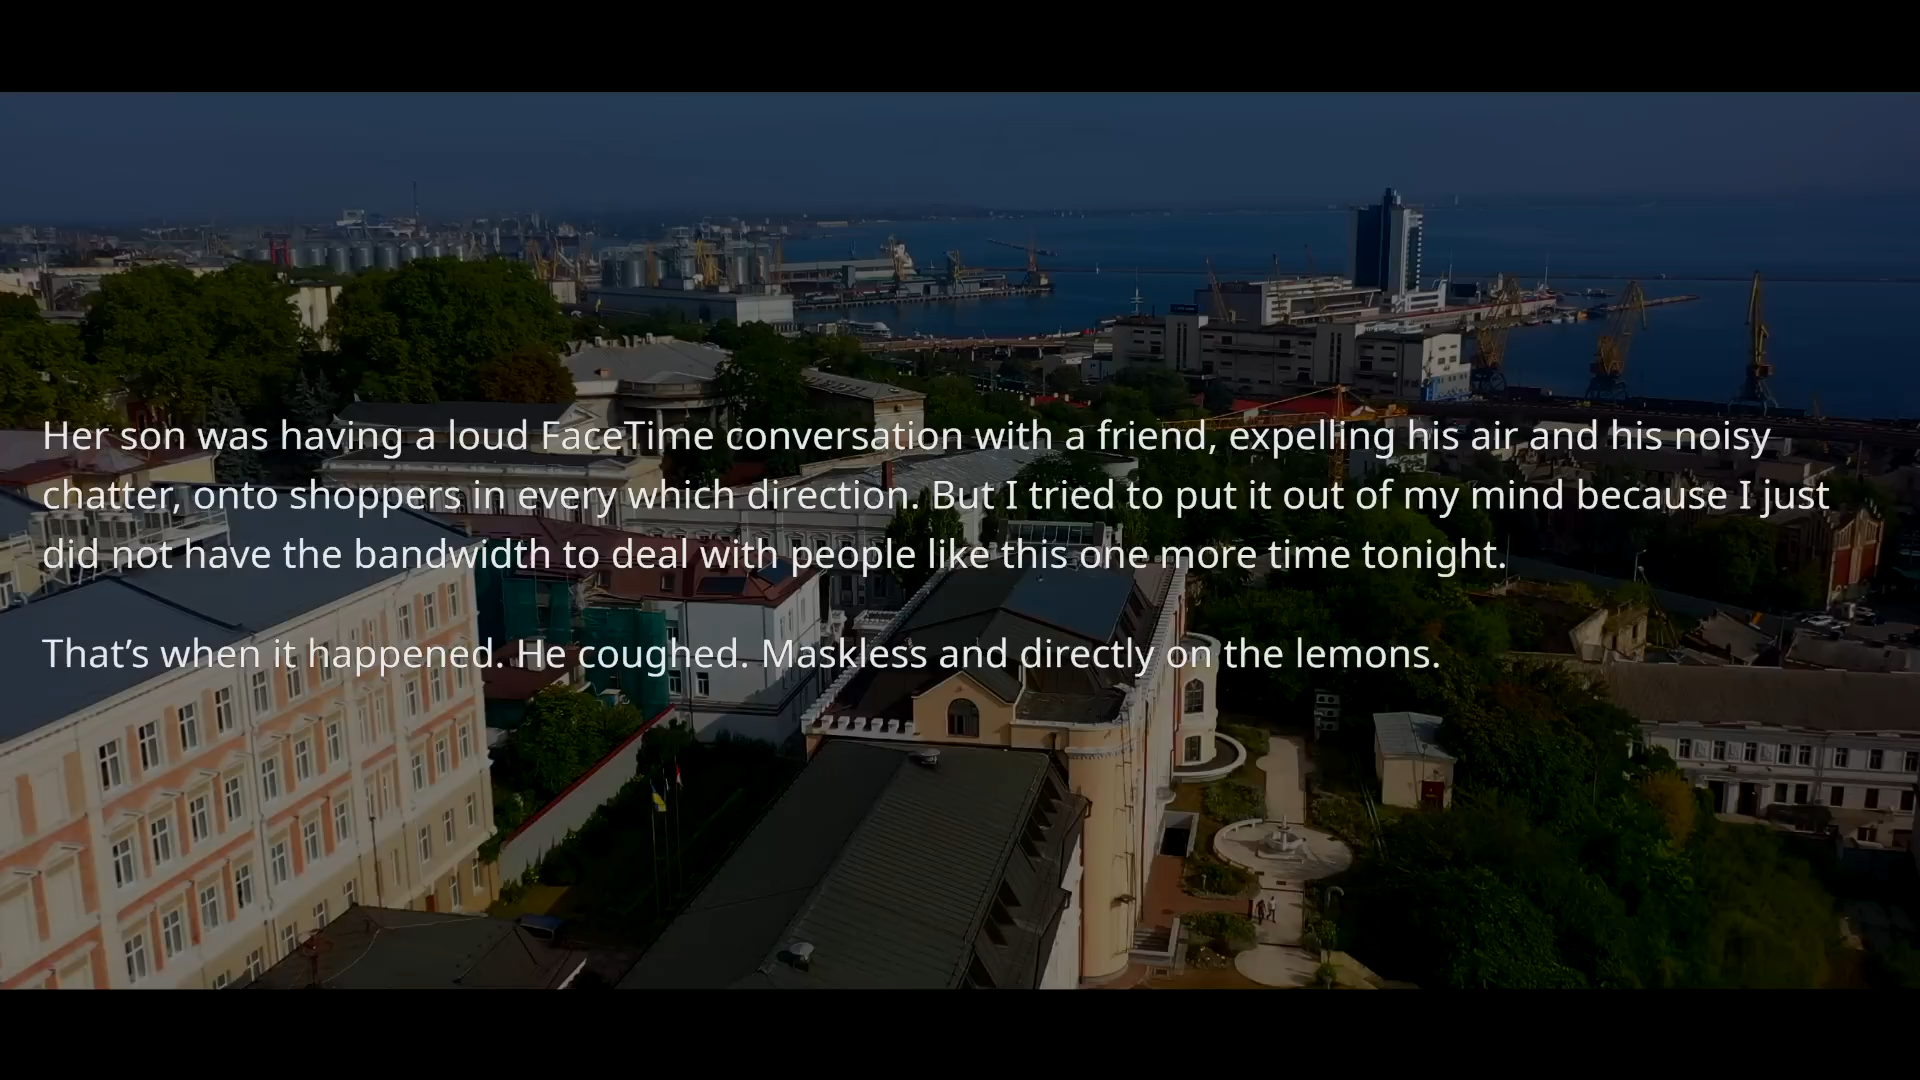 Her son was having a loud FaceTime conversation with a friend, expelling his air and his noisy
chatter, onto shoppers in every which direction. But I tried to put it out of my mind because I just
did not have the bandwidth to deal with people like this one more time tonight.
That’s when it happened. He coughed. Maskless and directly on the lemons.